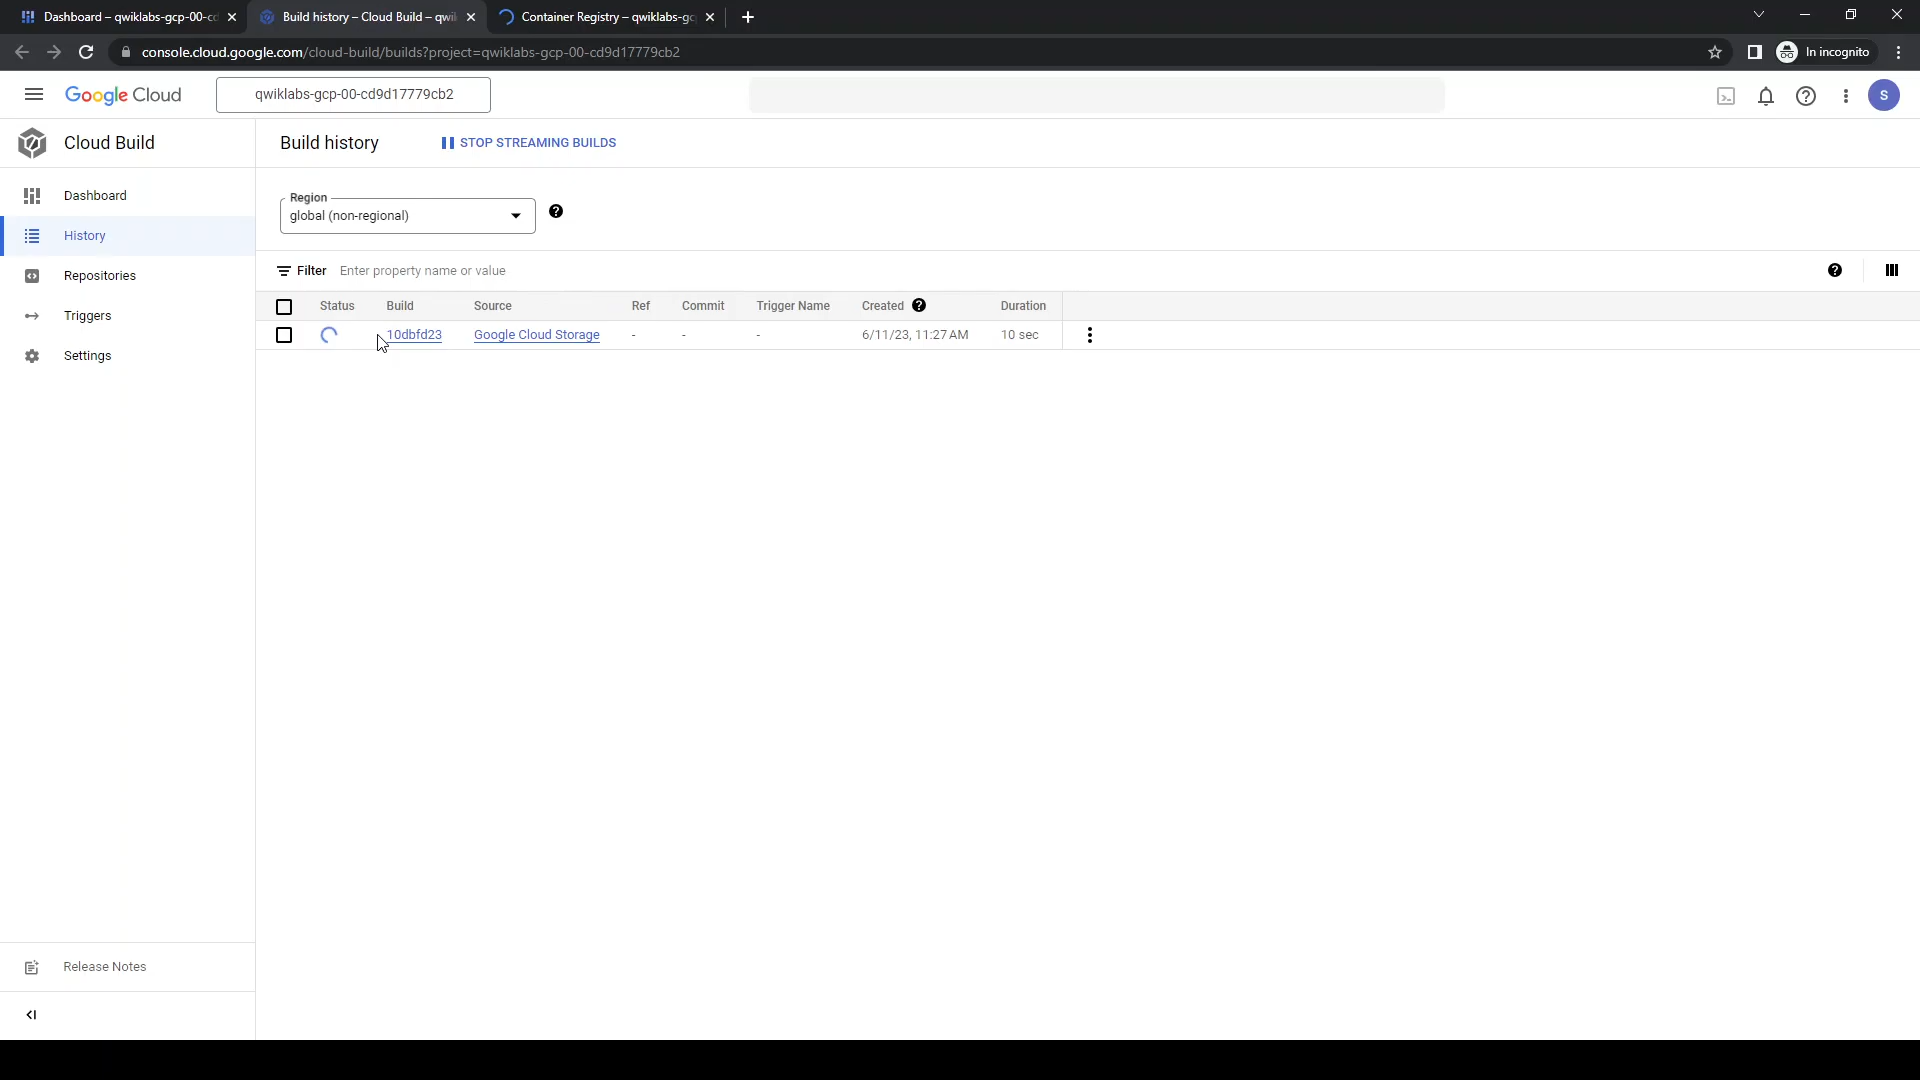 Dashboard – qwiklabs-gcp-00-cd
Build history – Cloud Build – qwik
Container Registry – qwiklabs-gc
console.cloud.google.com/cloud-build/builds?project=qwiklabs-gcp-00-cd9d17779cb2
In incognito
Google Cloud
qwiklabs-gcp-00-cd9d17779cb2
S
Cloud Build
Build history
STOP STREAMING BUILDS
Dashboard
History
Repositories
Triggers
Settings
Region
global (non-regional)
Filter Enter property name or value
Status Build Source Ref Commit Trigger Name Created Duration
10dbfd23 Google Cloud Storage - - - 6/11/23, 11:27 AM 10 sec
Release Notes